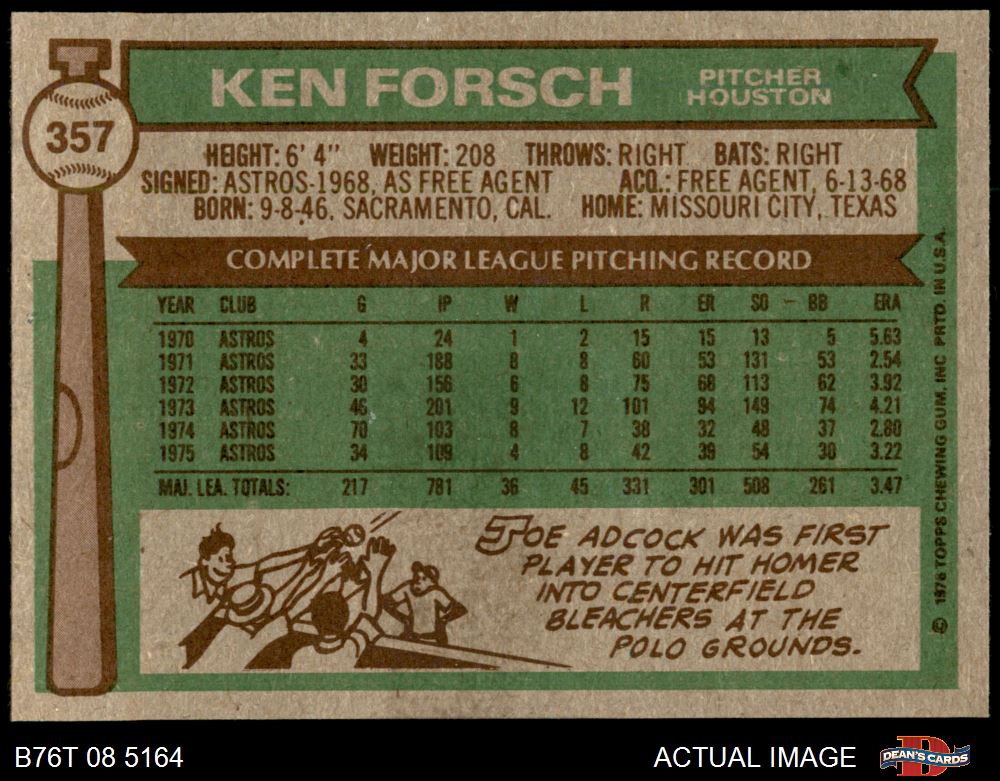 357
KEN FORSCH PITCHER HOUSTON
HEIGHT: 6' 4" WEIGHT: 208 THROWS: RIGHT BATS: RIGHT
SIGNED: ASTROS-1968, AS FREE AGENT ACQ.: FREE AGENT, 6-13-68
BORN: 9-8-46, SACRAMENTO, CAL. HOME: MISSOURI CITY, TEXAS
COMPLETE MAJOR LEAGUE PITCHING RECORD
YEAR CLUB G IP W L R ER SO BB ERA
1970 ASTROS 4 24 1 2 15 15 13 5 5.63
1971 ASTROS 33 188 8 8 60 53 131 53 2.54
1972 ASTROS 30 156 6 8 75 68 113 62 3.92
1973 ASTROS 46 201 9 12 101 94 149 74 4.21
1974 ASTROS 70 103 8 7 38 32 48 37 2.80
1975 ASTROS 34 109 4 8 42 39 54 30 3.22
MAJ. LEA. TOTALS: 217 781 36 45 331 301 508 261 3.47
JOE ADCOCK WAS FIRST
PLAYER TO HIT HOMER
INTO CENTERFIELD
BLEACHERS AT THE
POLO GROUNDS.
© 1976 TOPPS CHEWING GUM, INC PRTD. IN U.S.A.
B76T 08 5164 ACTUAL IMAGE DEAN'S CARDS